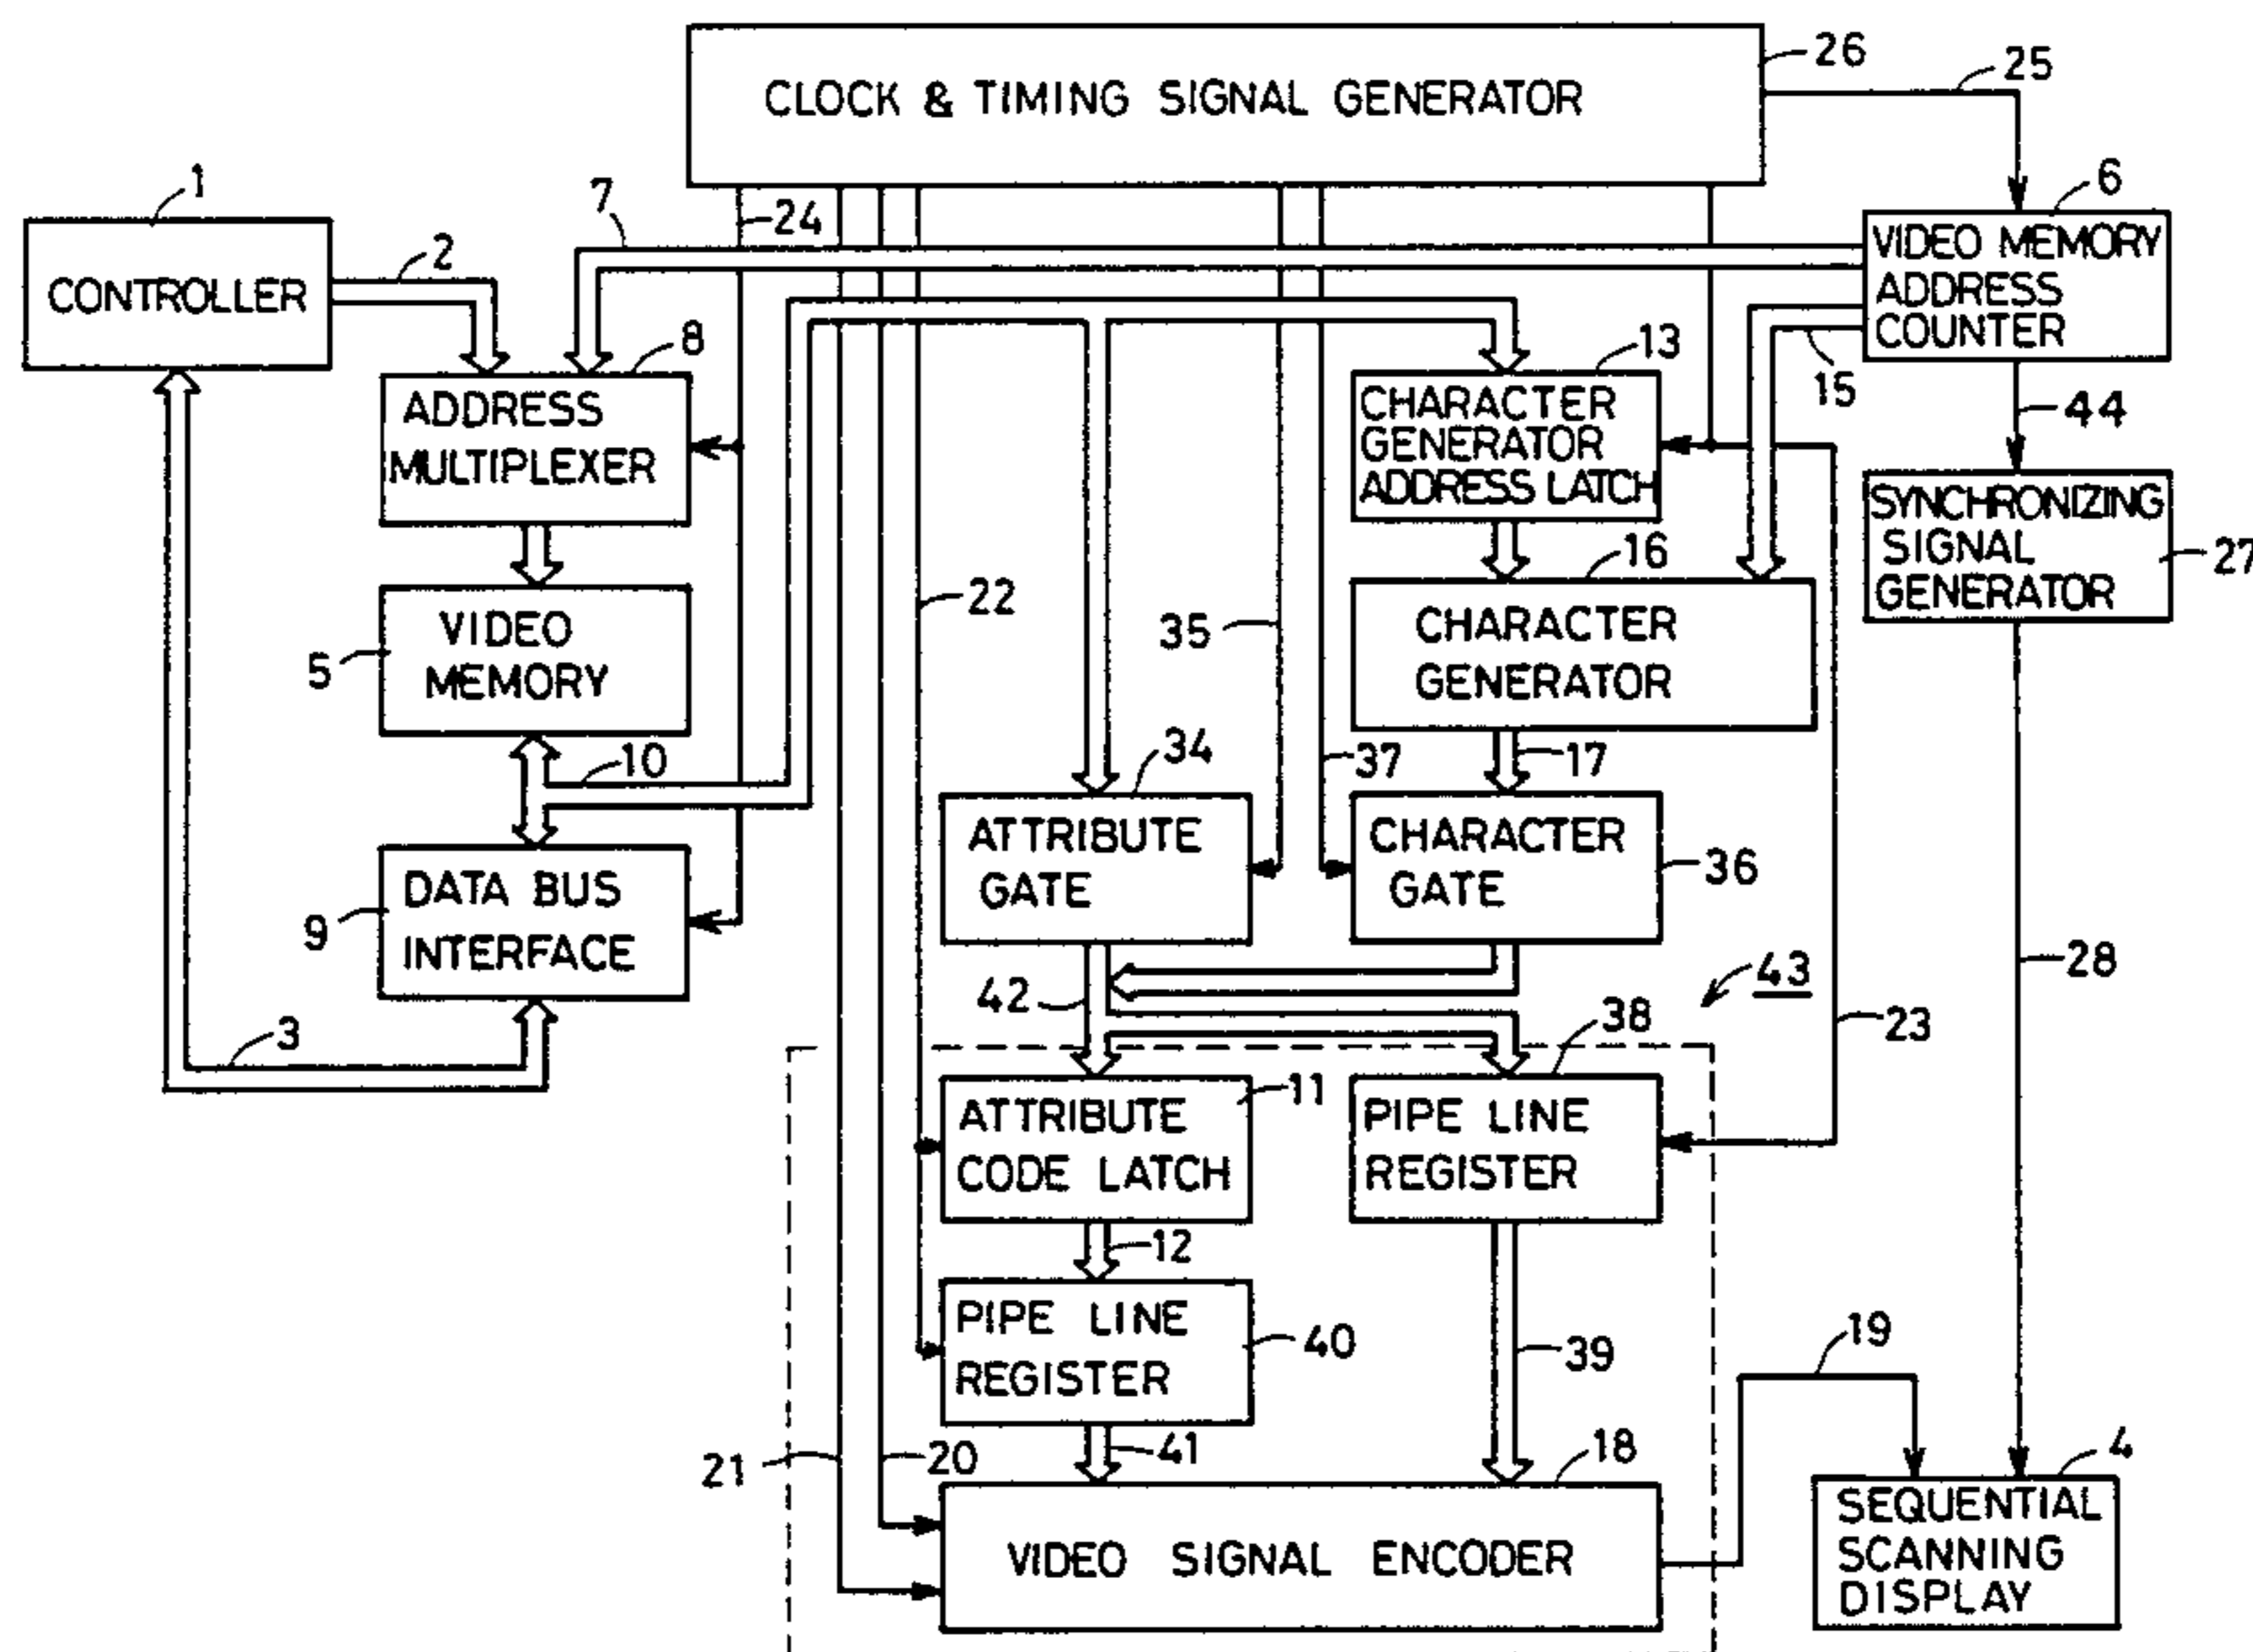 CLOCK & TIMING SIGNAL GENERATOR
26
25
1
CONTROLLER
2
7
24
6
VIDEO MEMORY
ADDRESS
COUNTER
15
44
8
ADDRESS
MULTIPLEXER
13
CHARACTER
GENERATOR
ADDRESS LATCH
SYNCHRONIZING
SIGNAL
GENERATOR
27
5
VIDEO
MEMORY
22
35
16
CHARACTER
GENERATOR
10
34
37
17
9
DATA BUS
INTERFACE
ATTRIBUTE
GATE
CHARACTER
GATE
36
28
3
42
43
38
23
11
ATTRIBUTE
CODE LATCH
PIPE LINE
REGISTER
12
PIPE LINE
REGISTER
40
39
19
21
20
41
18
4
VIDEO SIGNAL ENCODER
SEQUENTIAL
SCANNING
DISPLAY